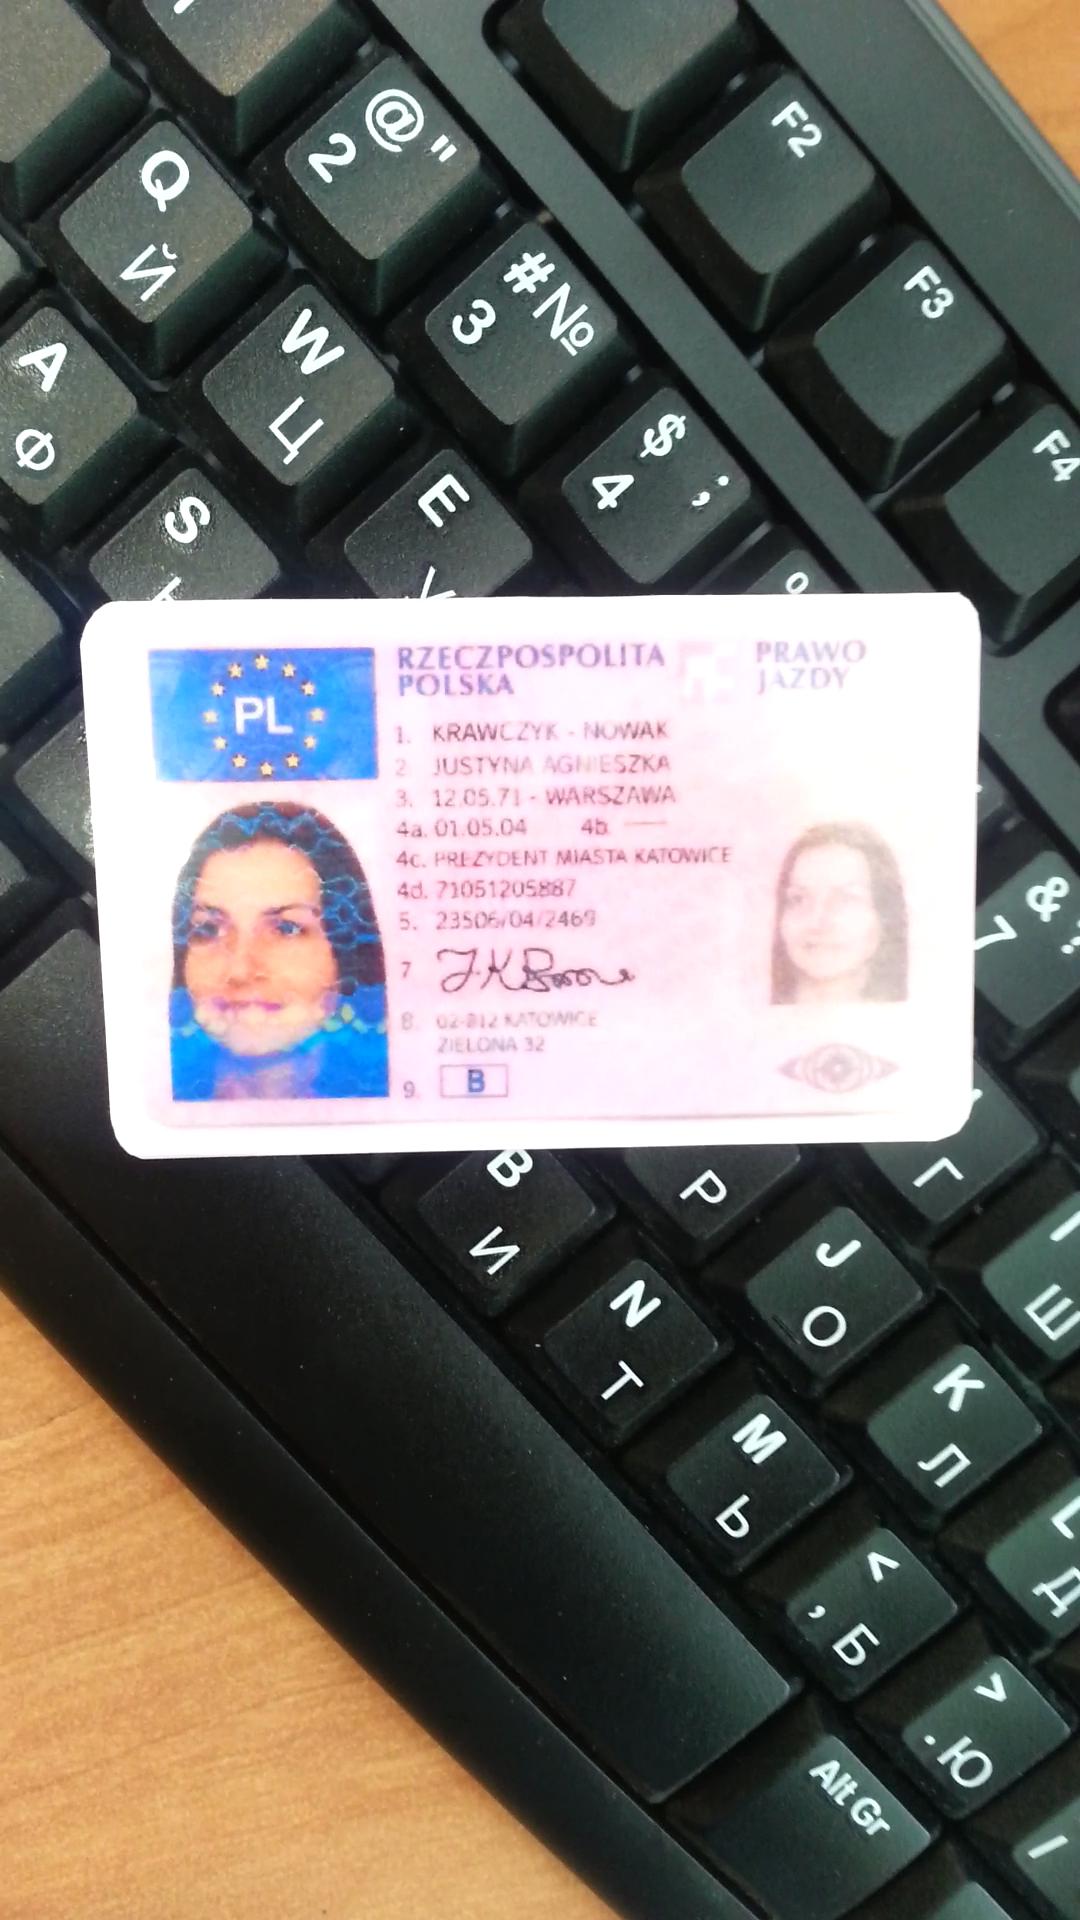 F2
@ "
2
Q
Й
F3
# №
3
W
Ц
F4
A
Ф
$ ;
4
E
S
PL
RZECZPOSPOLITA
POLSKA
PRAWO
JAZDY
1. KRAWCZYK - NOWAK
2. JUSTYNA AGNIESZKA
3. 12.05.71 - WARSZAWA
4a. 01.05.04 4b. —
4c. PREZYDENT MIASTA KATOWICE
4d. 71051205887
5. 23506/04/2469
7
8. 02-812 KATOWICE
ZIELONA 32
9. B
&
7
B
И
Р
Г
J
О
Ш
N
Т
K
Л
M
Ь
Д
<
, Б
>
. Ю
Alt Gr
/